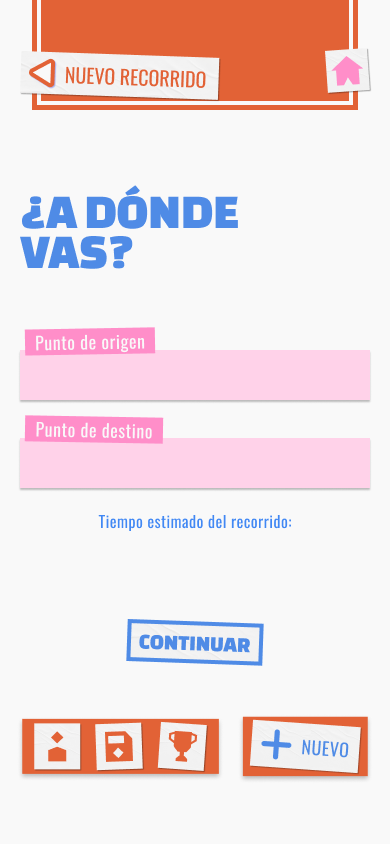 NUEVO RECORRIDO
¿A DÓNDE
VAS?
Punto de origen
Punto de destino
Tiempo estimado del recorrido:
CONTINUAR
NUEVO